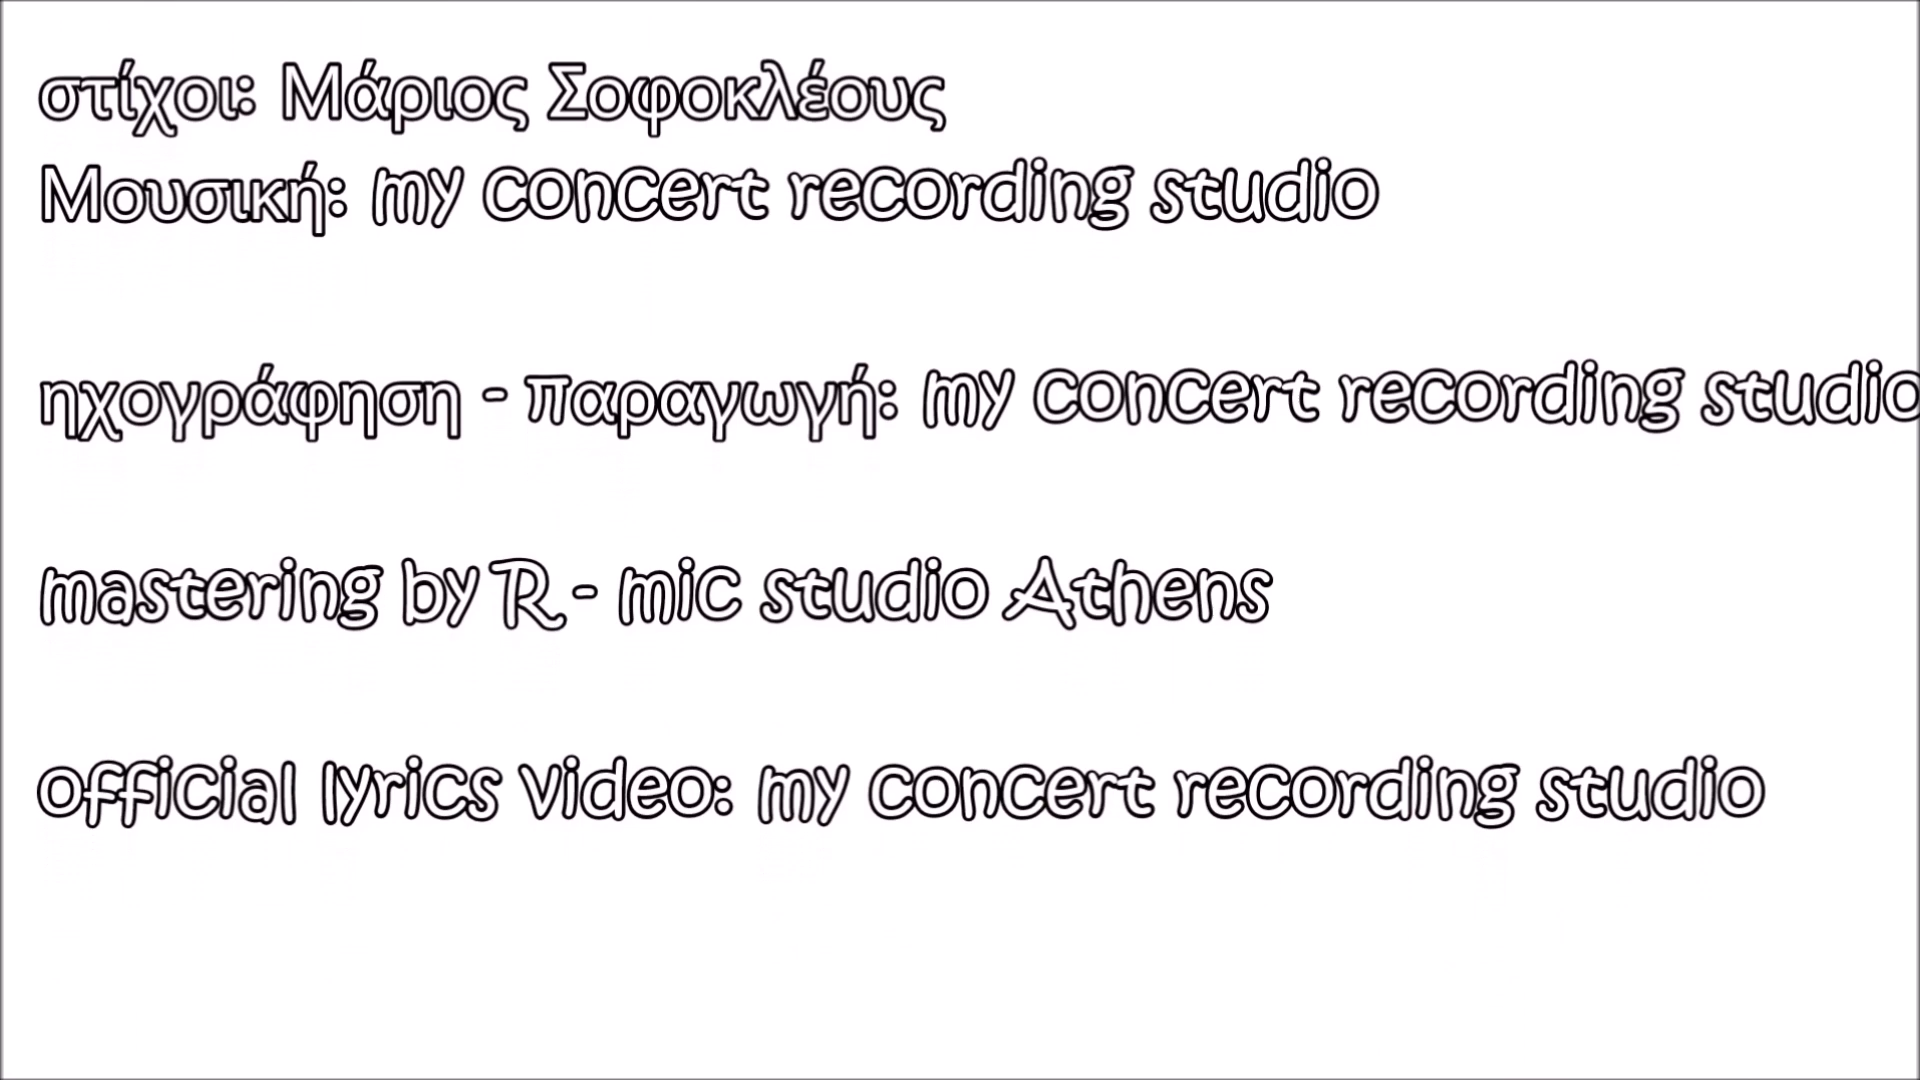 στίχοι: Μάριος Σοφοκλέους
Μουσική: my concert recording studio
ηχογράφηση - παραγωγή: my concert recording studio
mastering by R - mic studio Athens
official lyrics video: my concert recording studio